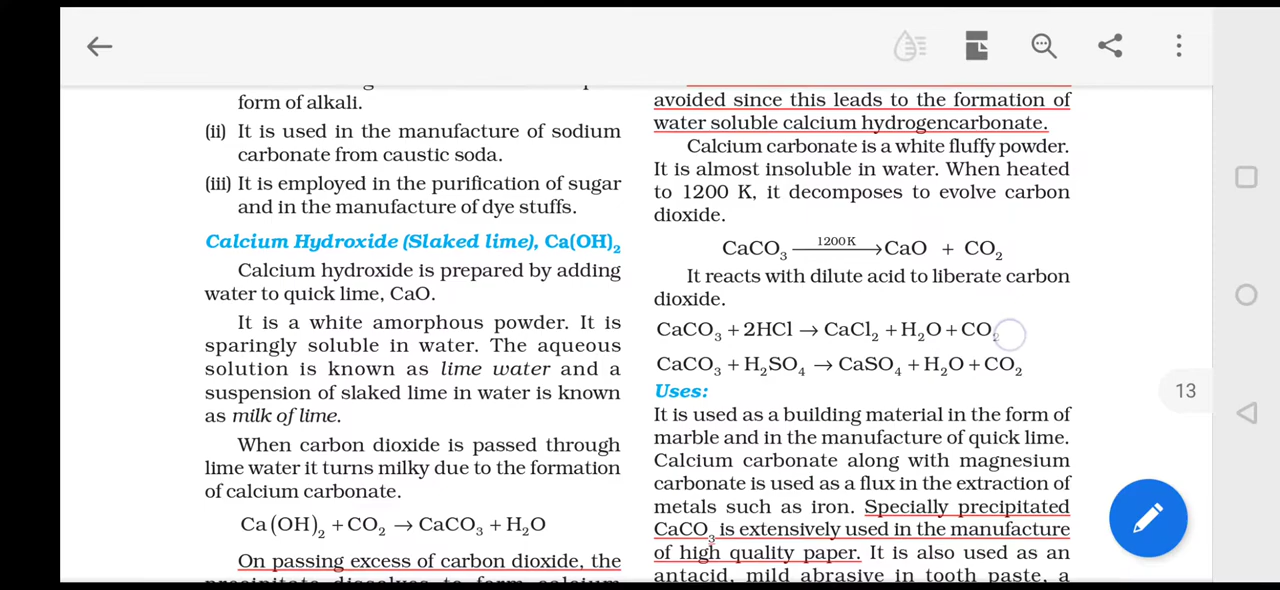 form of alkali.
(ii) It is used in the manufacture of sodium
carbonate from caustic soda.
(iii) It is employed in the purification of sugar
and in the manufacture of dye stuffs.
Calcium Hydroxide (Slaked lime), Ca(OH)₂
Calcium hydroxide is prepared by adding
water to quick lime, CaO.
It is a white amorphous powder. It is
sparingly soluble in water. The aqueous
solution is known as lime water and a
suspension of slaked lime in water is known
as milk of lime.
When carbon dioxide is passed through
lime water it turns milky due to the formation
of calcium carbonate.
Ca(OH)₂ + CO₂ → CaCO₃ + H₂O
On passing excess of carbon dioxide, the
precipitate dissolves to form calcium
avoided since this leads to the formation of
water soluble calcium hydrogencarbonate.
Calcium carbonate is a white fluffy powder.
It is almost insoluble in water. When heated
to 1200 K, it decomposes to evolve carbon
dioxide.
CaCO₃ 1200 K → CaO + CO₂
It reacts with dilute acid to liberate carbon
dioxide.
CaCO₃ + 2HCl → CaCl₂ + H₂O + CO₂
CaCO₃ + H₂SO₄ → CaSO₄ + H₂O + CO₂
Uses:
It is used as a building material in the form of
marble and in the manufacture of quick lime.
Calcium carbonate along with magnesium
carbonate is used as a flux in the extraction of
metals such as iron. Specially precipitated
CaCO₃ is extensively used in the manufacture
of high quality paper. It is also used as an
antacid, mild abrasive in tooth paste, a
13